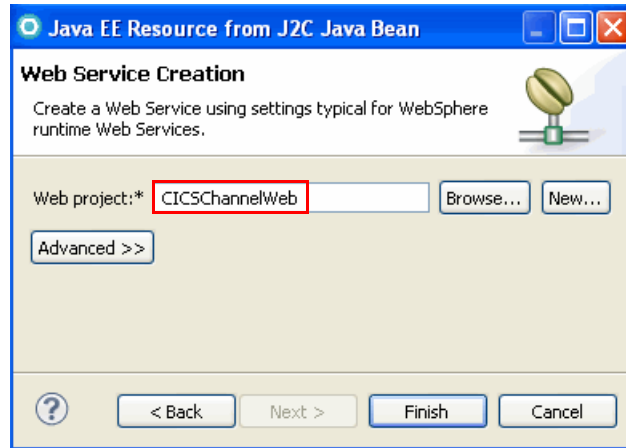 Java EE Resource from J2C Java Bean
Web Service Creation
Create a Web Service using settings typical for WebSphere
runtime Web Services.
Web project:* CICSChannelWeb Browse... New...
Advanced >>
? < Back Next > Finish Cancel